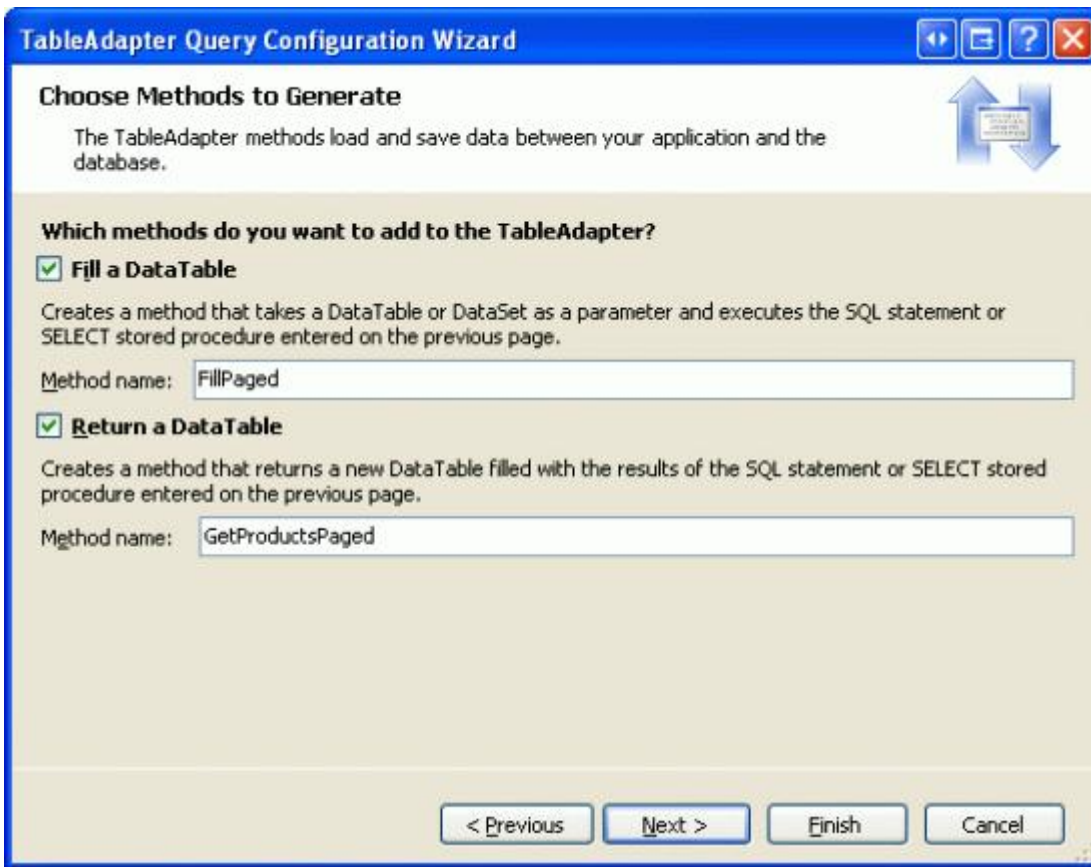 TableAdapter Query Configuration Wizard
Choose Methods to Generate
The TableAdapter methods load and save data between your application and the
database.
Which methods do you want to add to the TableAdapter?
Fill a DataTable
Creates a method that takes a DataTable or DataSet as a parameter and executes the SQL statement or
SELECT stored procedure entered on the previous page.
Method name: FillPaged
Return a DataTable
Creates a method that returns a new DataTable filled with the results of the SQL statement or SELECT stored
procedure entered on the previous page.
Method name: GetProductsPaged
< Previous Next > Finish Cancel